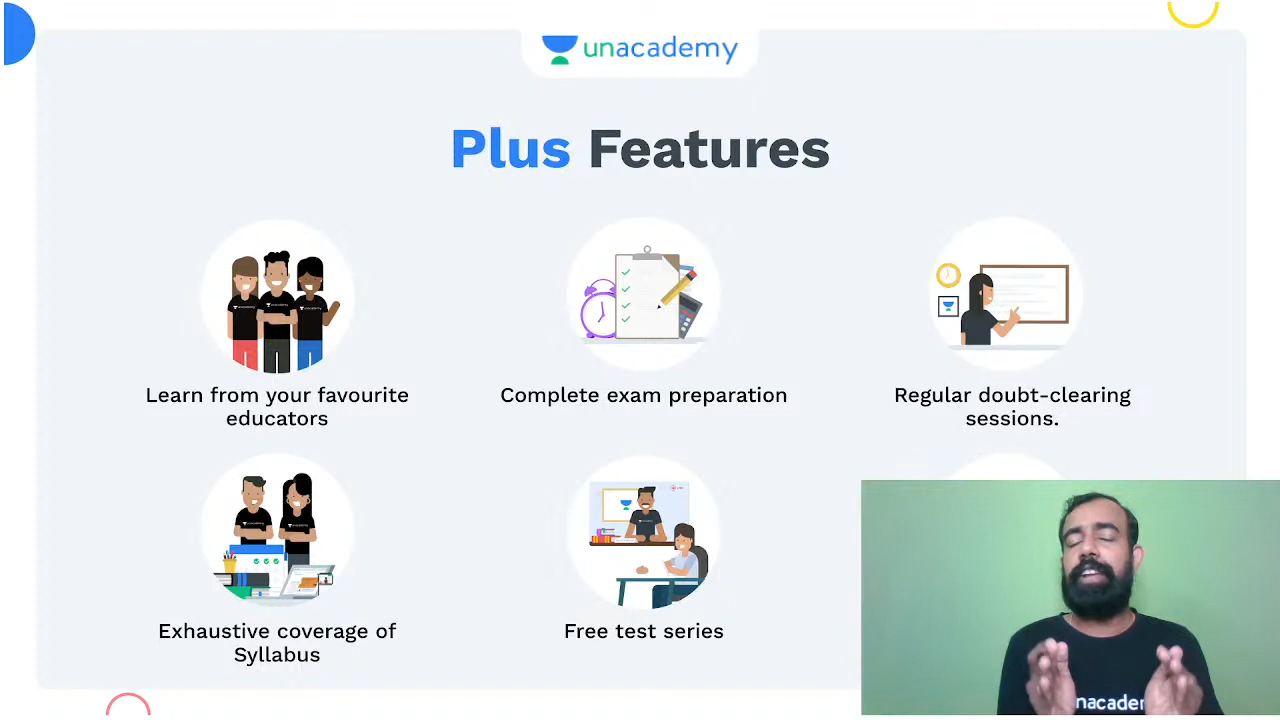 unacademy
Plus Features
Learn from your favourite
educators
Complete exam preparation
Regular doubt-clearing
sessions.
Exhaustive coverage of
Syllabus
Free test series
nacadem